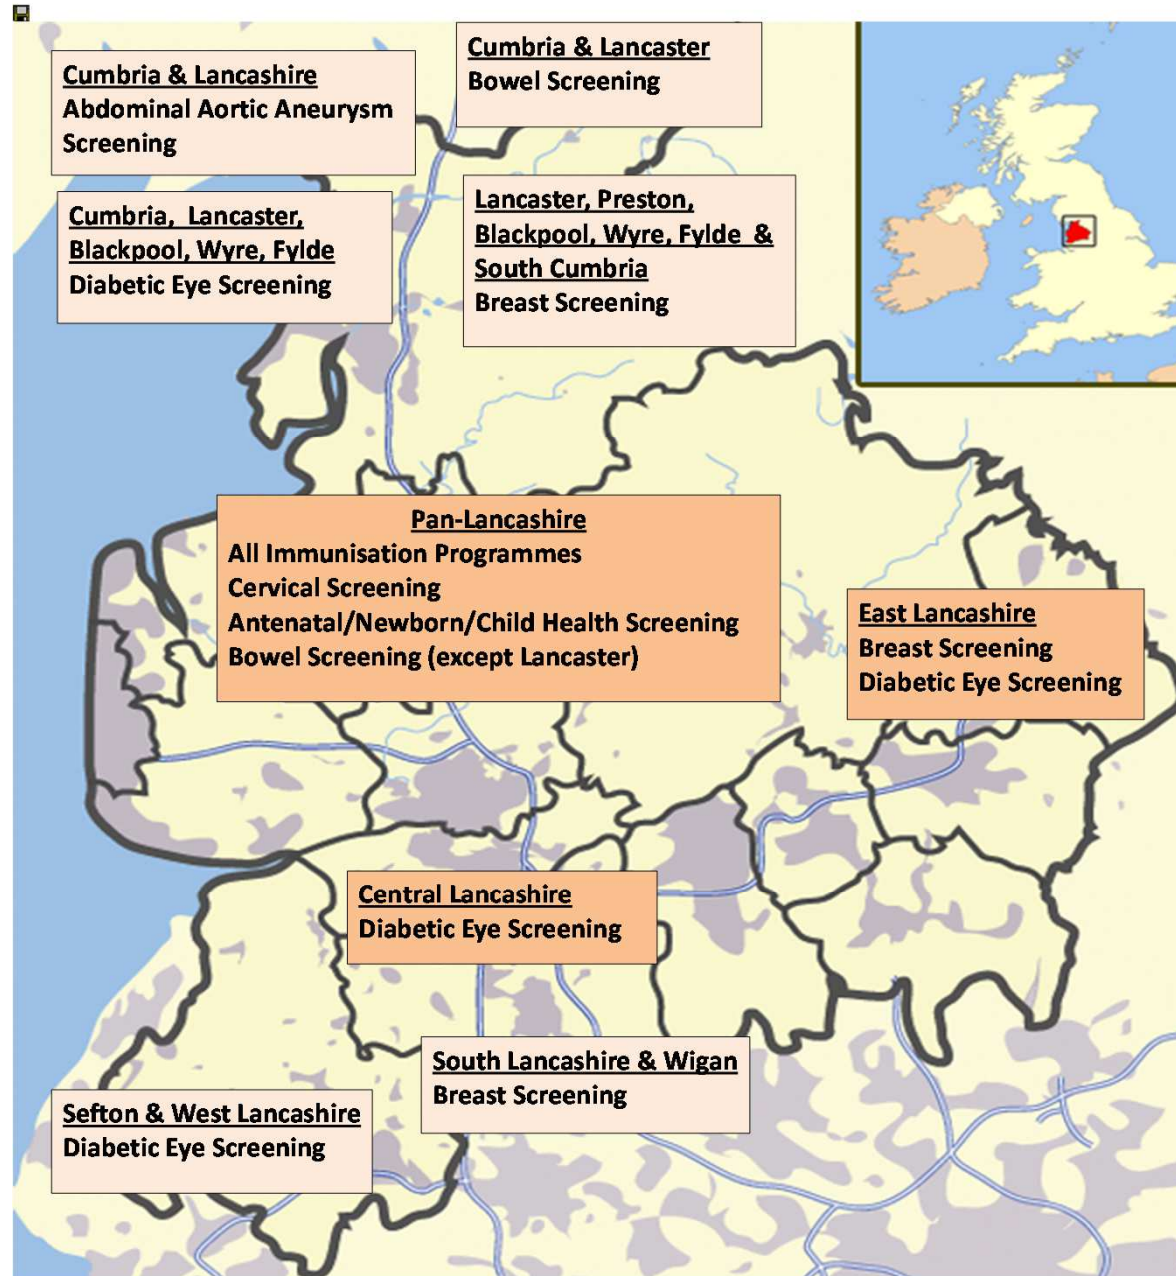 Cumbria & Lancashire
Abdominal Aortic Aneurysm
Screening
Cumbria & Lancaster
Bowel Screening
Cumbria, Lancaster,
Blackpool, Wyre, Fylde
Diabetic Eye Screening
Lancaster, Preston,
Blackpool, Wyre, Fylde &
South Cumbria
Breast Screening
Pan-Lancashire
All Immunisation Programmes
Cervical Screening
Antenatal/Newborn/Child Health Screening
Bowel Screening (except Lancaster)
East Lancashire
Breast Screening
Diabetic Eye Screening
Central Lancashire
Diabetic Eye Screening
South Lancashire & Wigan
Breast Screening
Sefton & West Lancashire
Diabetic Eye Screening